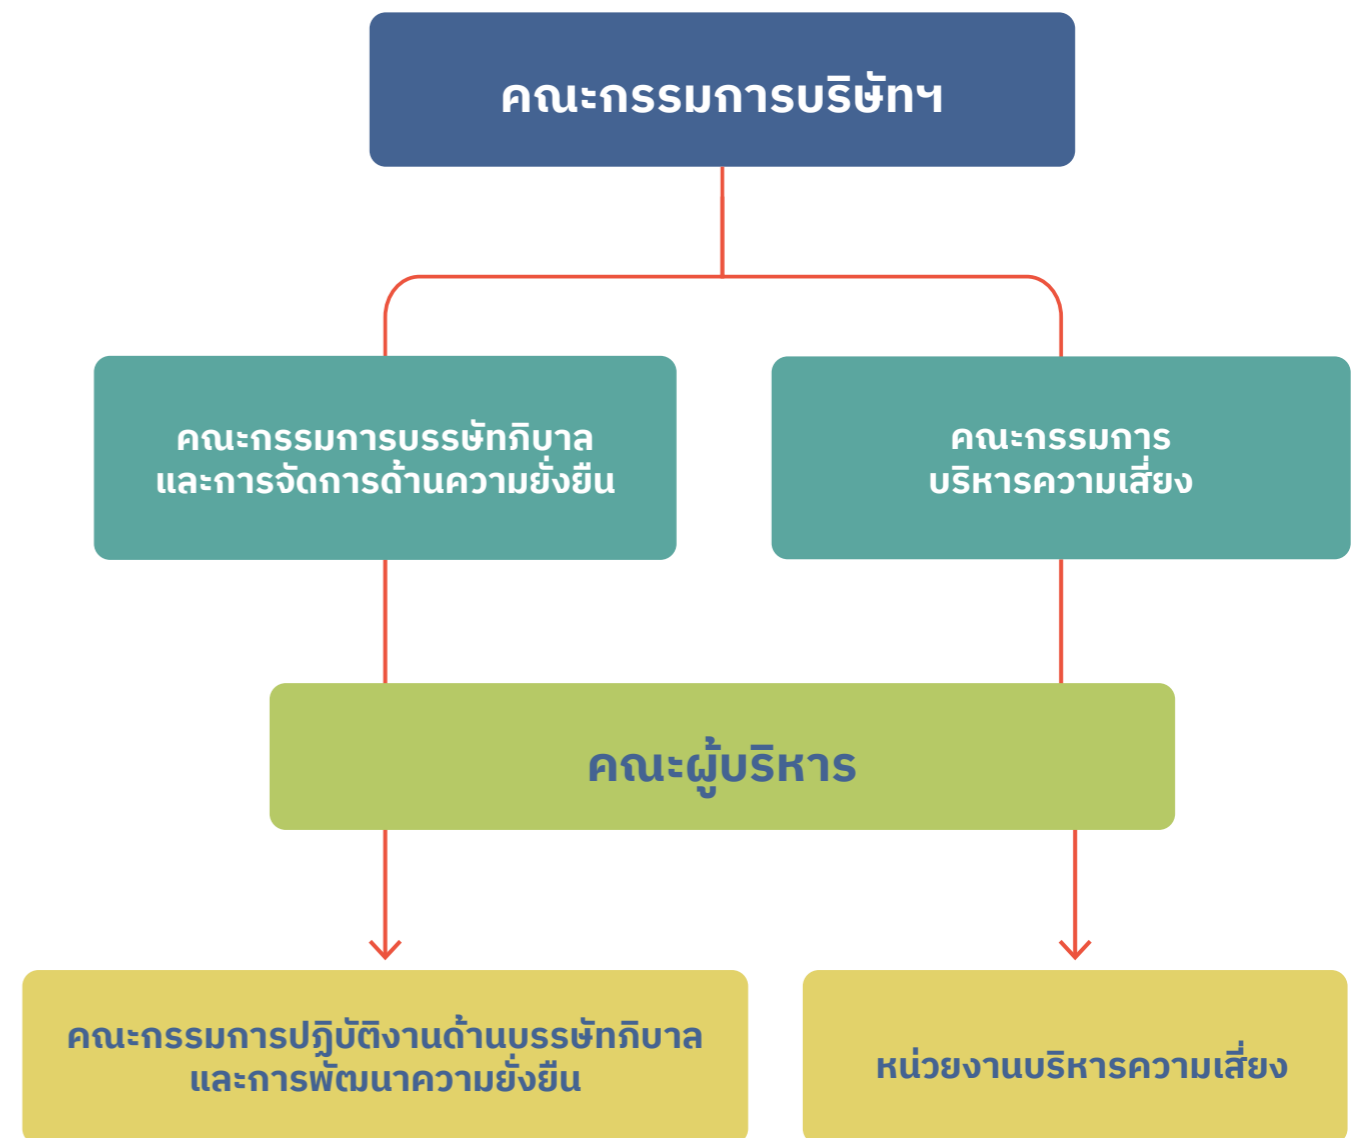 คณะกรรมการบริษัทฯ
คณะกรรมการบรรษัทภิบาล
และการจัดการด้านความยั่งยืน
คณะกรรมการ
บริหารความเสี่ยง
คณะผู้บริหาร
คณะกรรมการปฏิบัติงานด้านบรรษัทภิบาล
และการพัฒนาความยั่งยืน
หน่วยงานบริหารความเสี่ยง